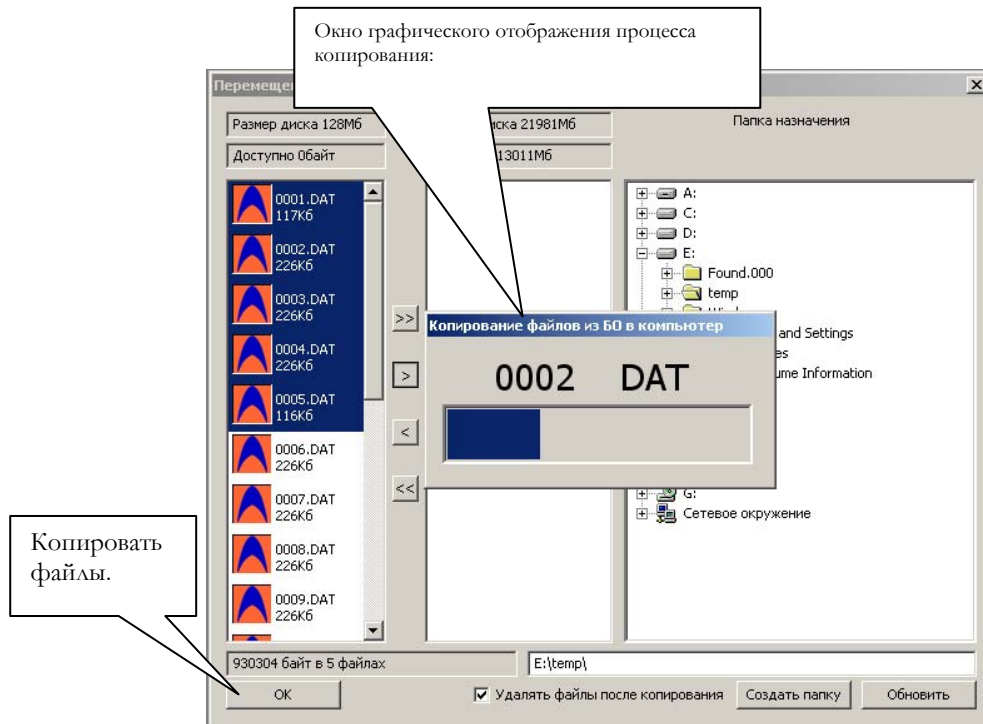 Окно графического отображения процесса
копирования:
Перемеще
Размер диска 128Мб
иска 21981Мб
Папка назначения
Доступно 0байт
13011Мб
0001.DAT
117Кб
0002.DAT
226Кб
0003.DAT
226Кб
0004.DAT
226Кб
0005.DAT
116Кб
0006.DAT
226Кб
0007.DAT
226Кб
0008.DAT
226Кб
0009.DAT
226Кб
>>
>
<
<<
A:
C:
D:
E:
Found.000
temp
and Settings
es
ume Information
G:
Сетевое окружение
Копирование файлов из БО в компьютер
0002 DAT
Копировать
файлы.
930304 байт в 5 файлах
E:\temp\
OK
Удалять файлы после копирования
Создать папку
Обновить